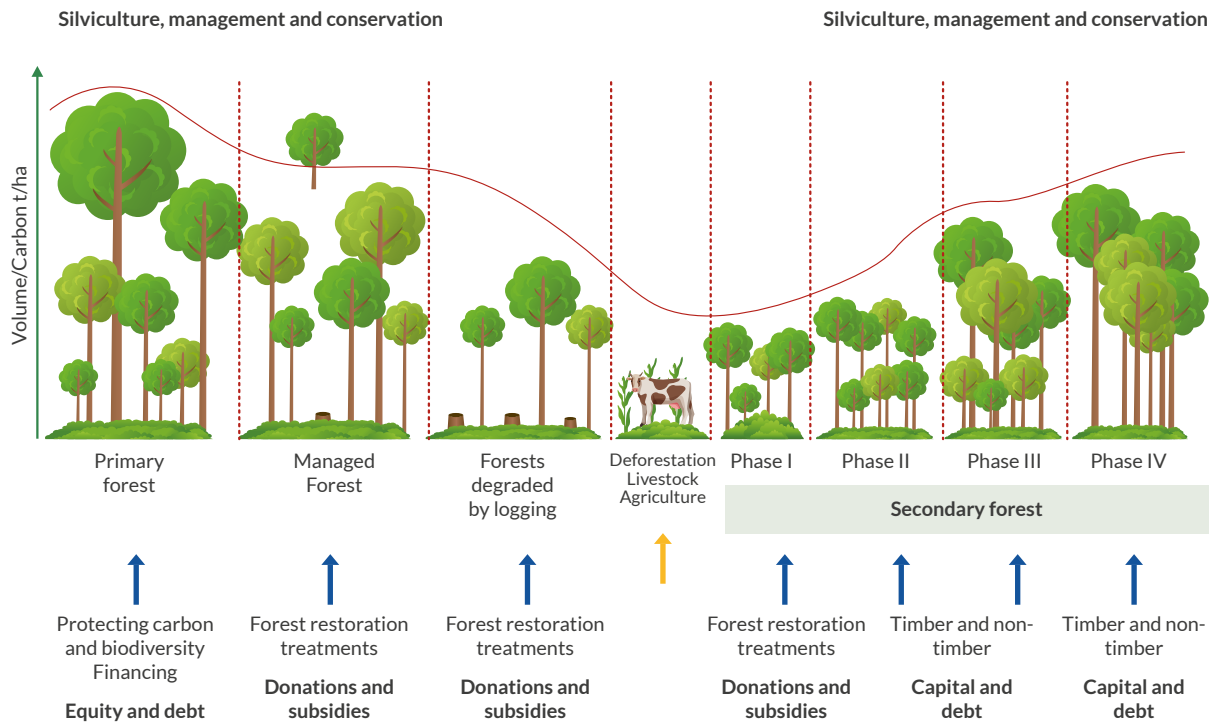 Silviculture, management and conservation
Silviculture, management and conservation
Volume/Carbon t/ha
Primary
forest
Managed
Forest
Forests
degraded
by logging
Deforestation
Livestock
Agriculture
Phase I
Phase II
Phase III
Phase IV
Secondary forest
Protecting carbon
and biodiversity
Financing
Equity and debt
Forest restoration
treatments
Donations and
subsidies
Forest restoration
treatments
Donations and
subsidies
Forest restoration
treatments
Donations and
subsidies
Timber and non-
timber
Capital and
debt
Timber and non-
timber
Capital and
debt